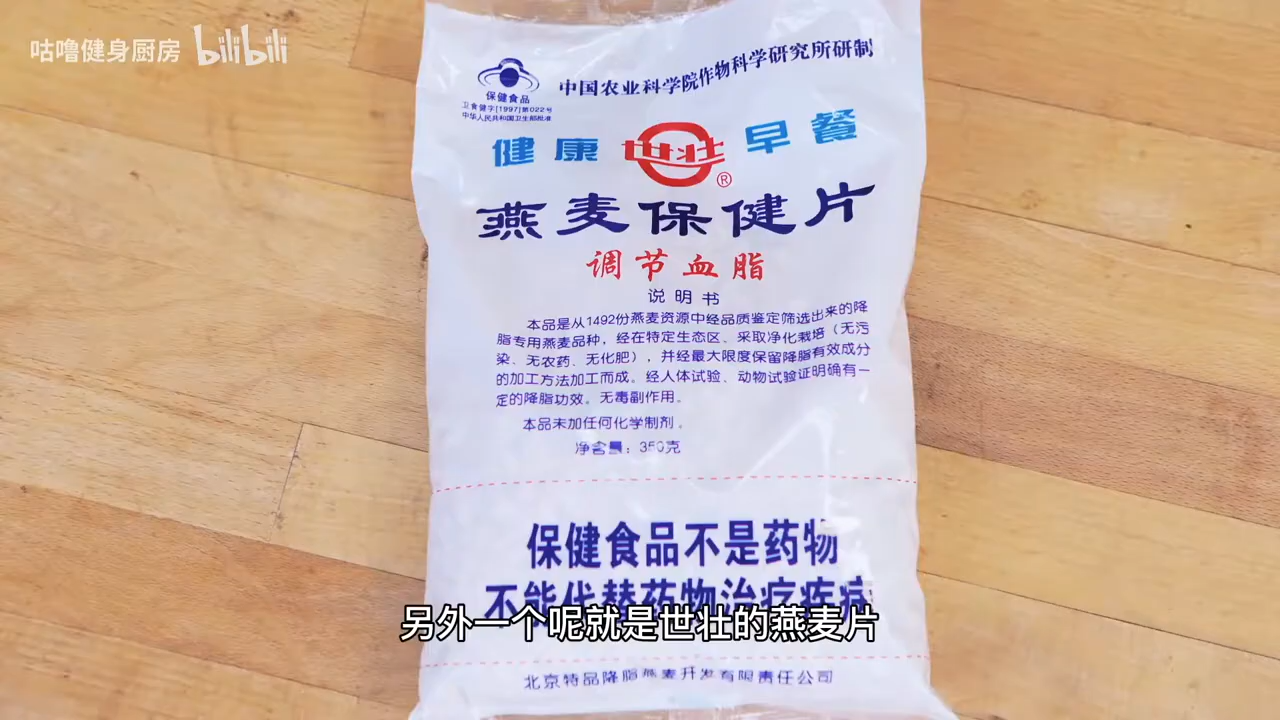 咕噜健身厨房 bilibili
中国农业科学院作物科学研究所研制
保健食品
卫食健字[1997]第022号
中华人民共和国卫生部批准
健康 世壮 早餐
®
燕麦保健片
调节血脂
说明书
本品是从1492份燕麦资源中经品质鉴定筛选出来的降
脂专用燕麦品种，经在特定生态区、采取净化栽培（无污
染、无农药、无化肥），并经最大限度保留降脂有效成分
的加工方法加工而成。经人体试验、动物试验证明确有一
定的降脂功效。无毒副作用。
本品未加任何化学制剂。
净含量：350克
保健食品不是药物
不能代替药物治疗疾病
另外一个呢就是世壮的燕麦片
北京特品降脂燕麦开发有限责任公司